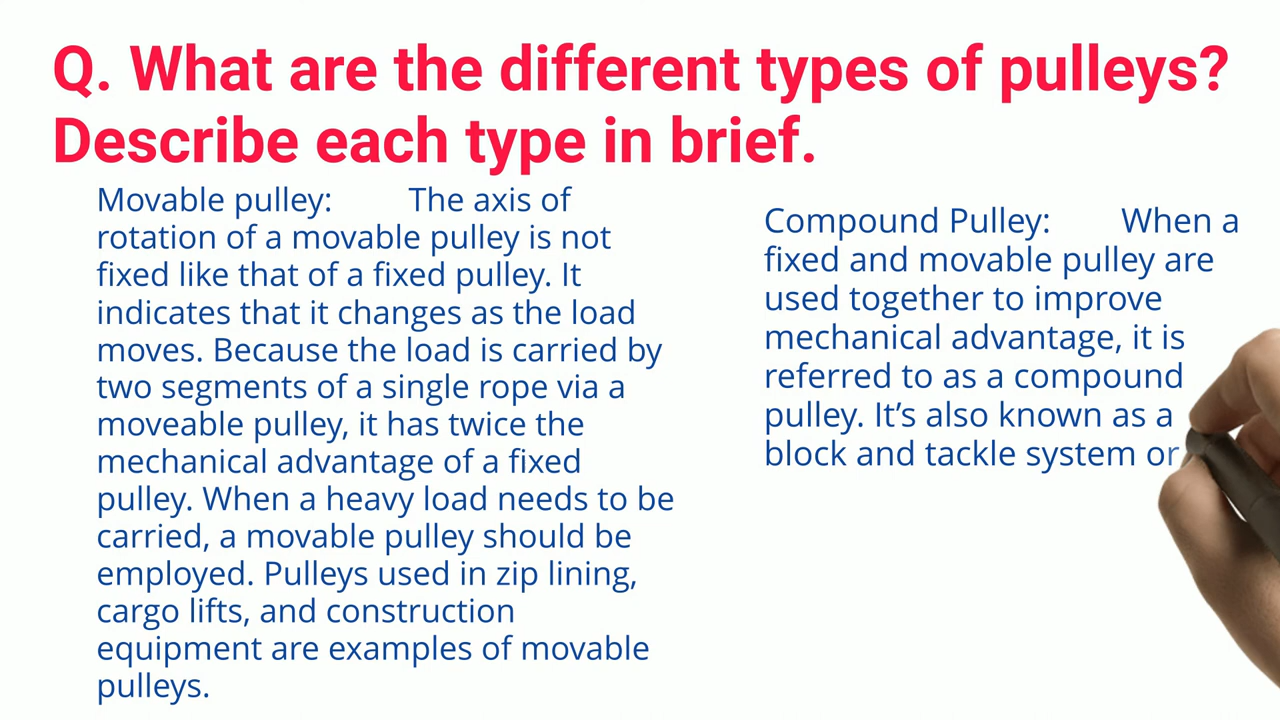 Q. What are the different types of pulleys?
Describe each type in brief.
Movable pulley: The axis of
rotation of a movable pulley is not
fixed like that of a fixed pulley. It
indicates that it changes as the load
moves. Because the load is carried by
two segments of a single rope via a
moveable pulley, it has twice the
mechanical advantage of a fixed
pulley. When a heavy load needs to be
carried, a movable pulley should be
employed. Pulleys used in zip lining,
cargo lifts, and construction
equipment are examples of movable
pulleys.
Compound Pulley: When a
fixed and movable pulley are
used together to improve
mechanical advantage, it is
referred to as a compound
pulley. It’s also known as a
block and tackle system or